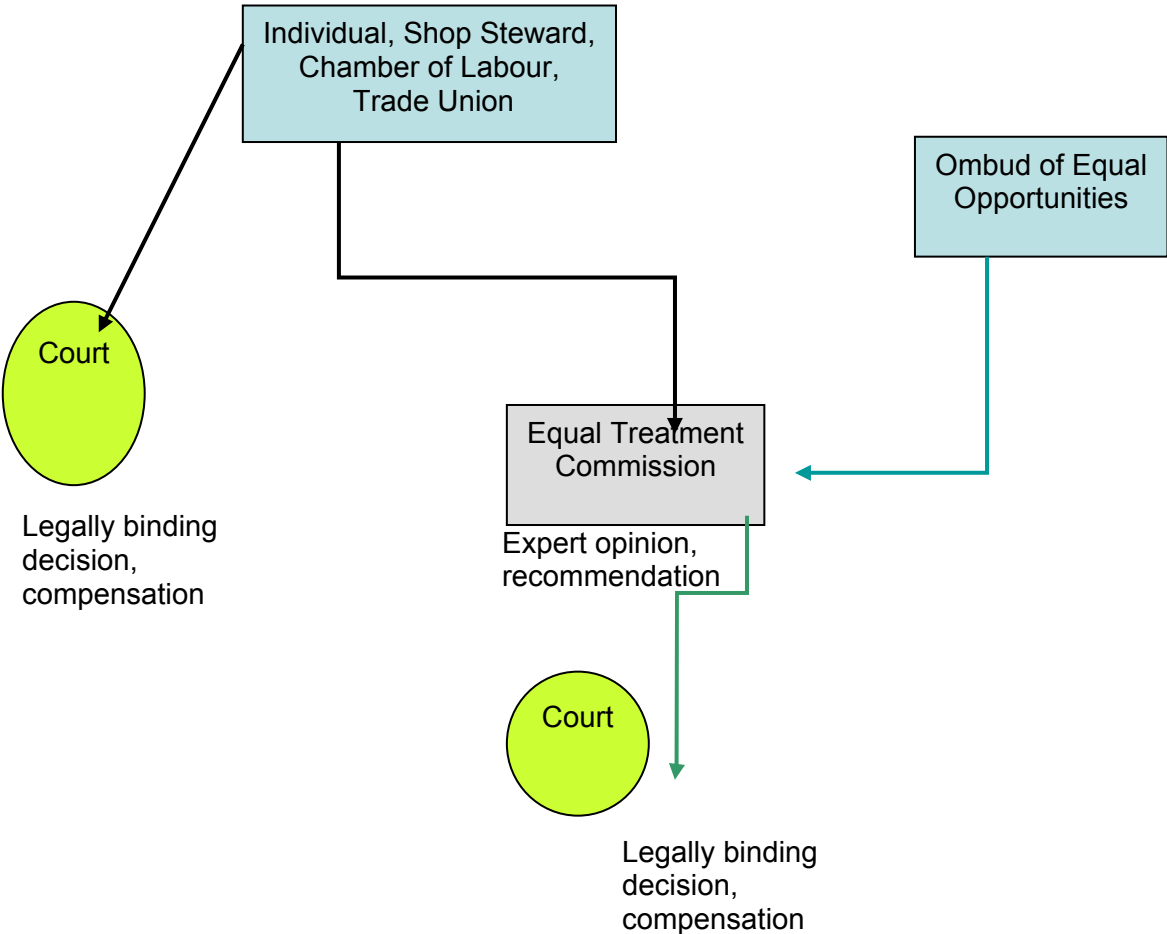 Individual, Shop Steward,
Chamber of Labour,
Trade Union
Ombud of Equal
Opportunities
Court
Equal Treatment
Commission
Legally binding
decision,
compensation
Expert opinion,
recommendation
Court
Legally binding
decision,
compensation